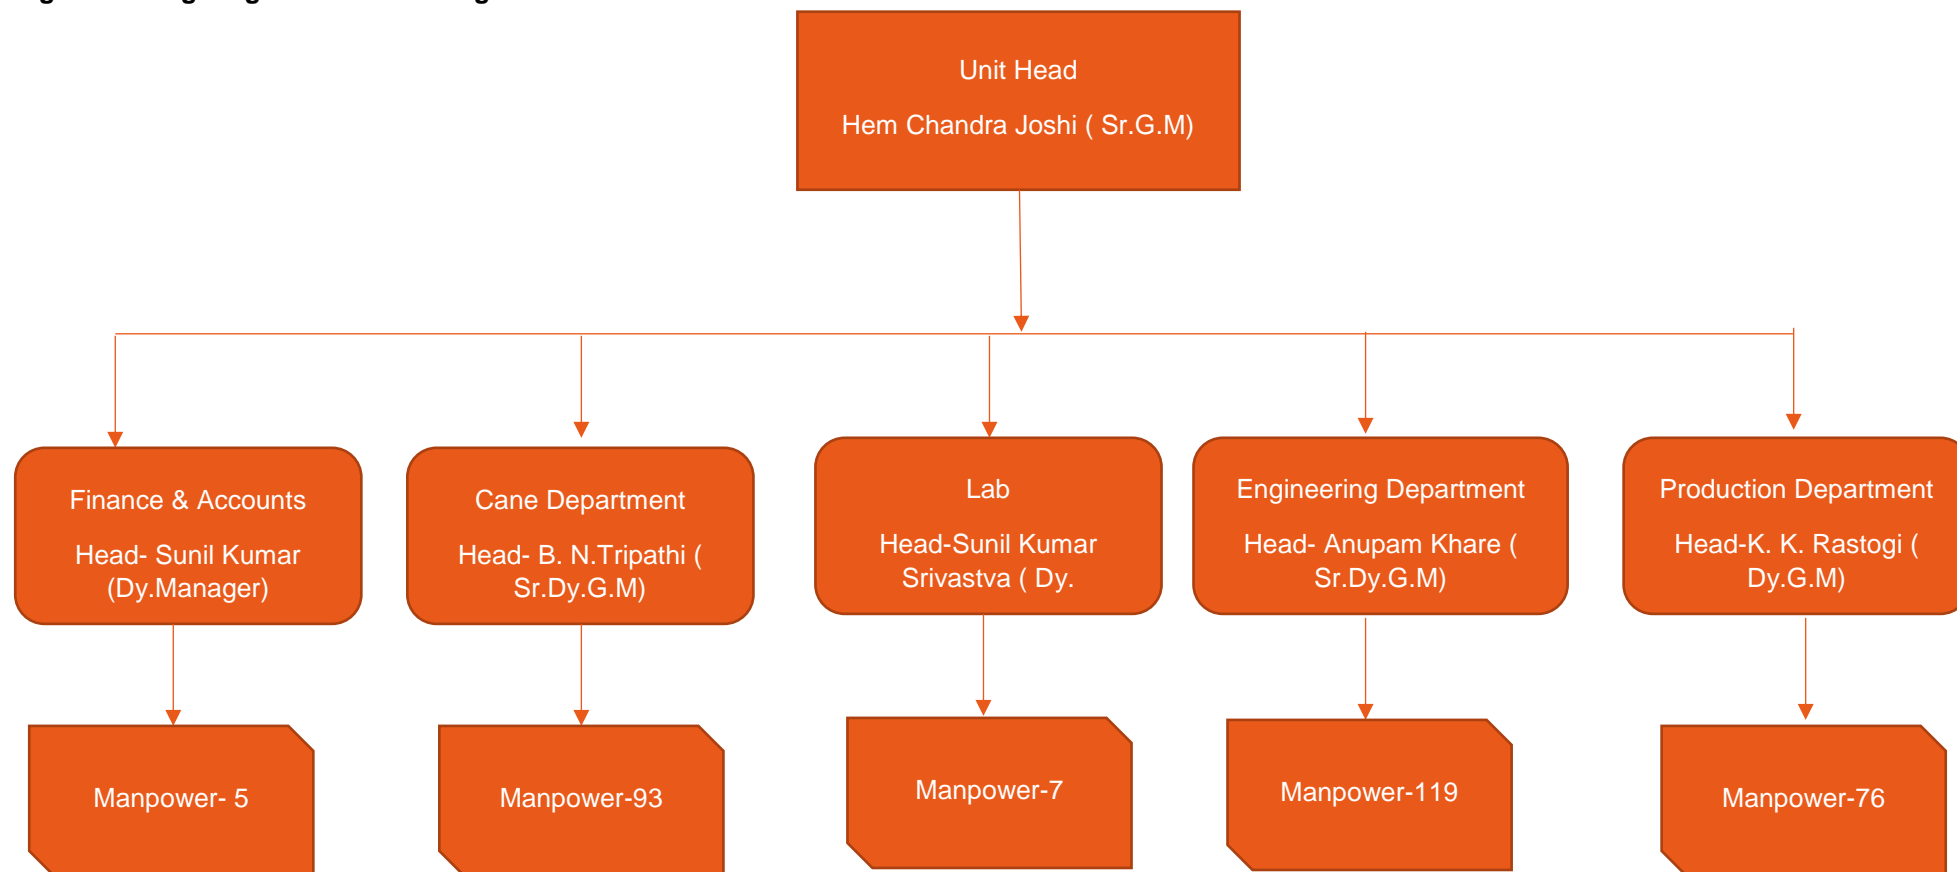 Unit Head
Hem Chandra Joshi ( Sr.G.M)
Finance & Accounts
Head- Sunil Kumar
(Dy.Manager)
Cane Department
Head- B. N.Tripathi (
Sr.Dy.G.M)
Lab
Head-Sunil Kumar
Srivastva ( Dy.
Engineering Department
Head- Anupam Khare (
Sr.Dy.G.M)
Production Department
Head-K. K. Rastogi (
Dy.G.M)
Manpower- 5
Manpower-93
Manpower-7
Manpower-119
Manpower-76